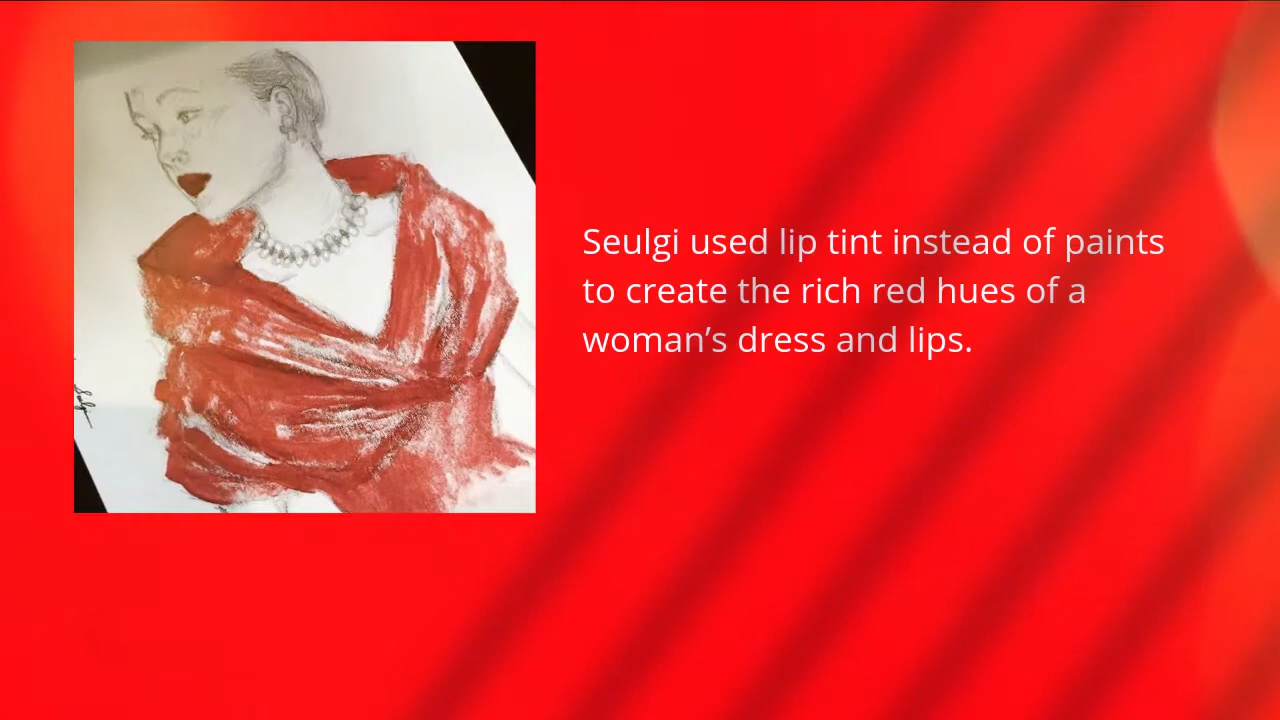 Seulgi used lip tint instead of paints
to create the rich red hues of a
woman’s dress and lips.